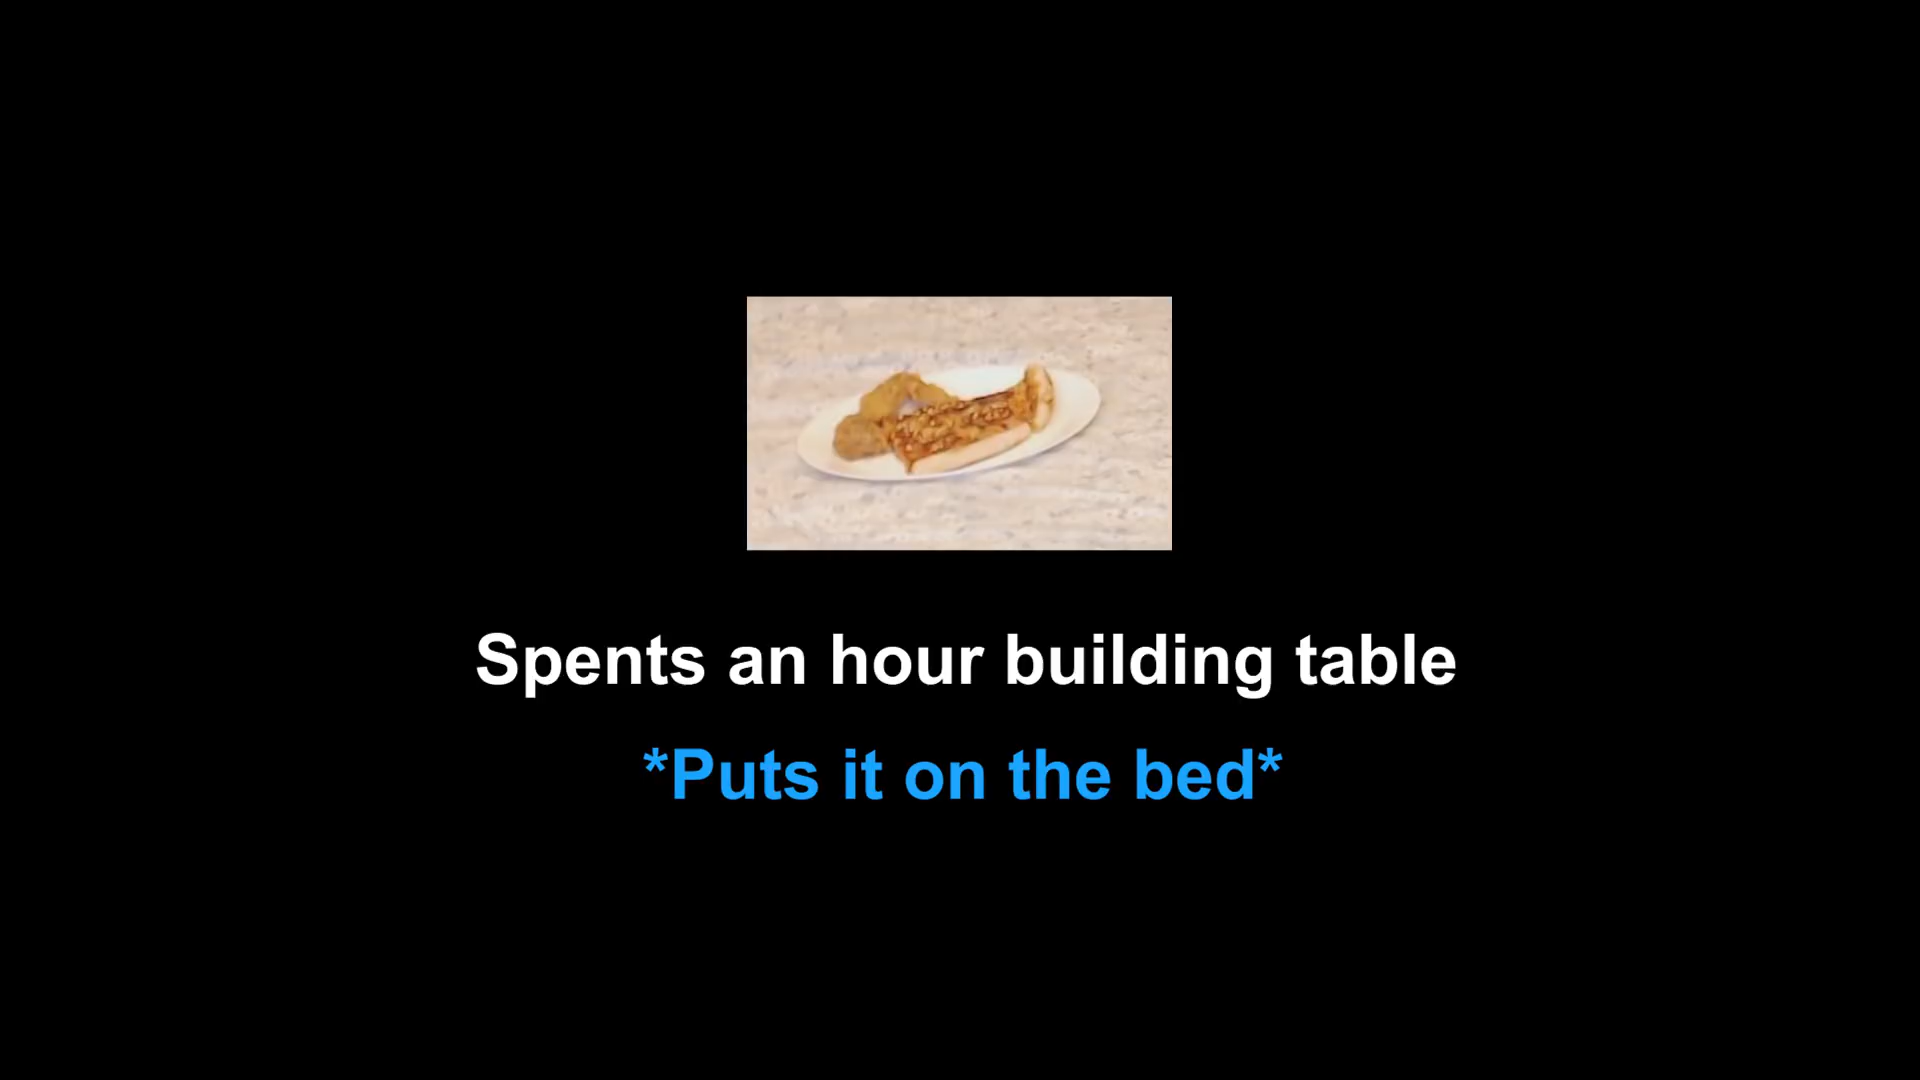 Spents an hour building table
*Puts it on the bed*